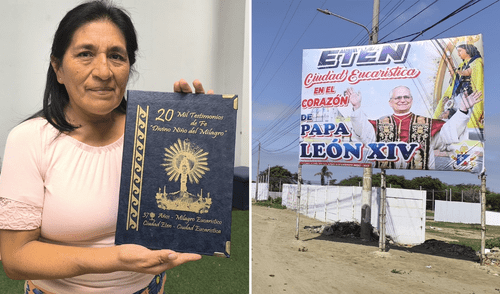 20 Mil Testimonios
de Fe
"Divino Niño del Milagro"
Años - Milagro Eucarístico
Ciudad Eten - Ciudad Eucarística
ETEN
Ciudad Eucarística
EN EL
CORAZÓN
DE
PAPA
LEÓN XIV